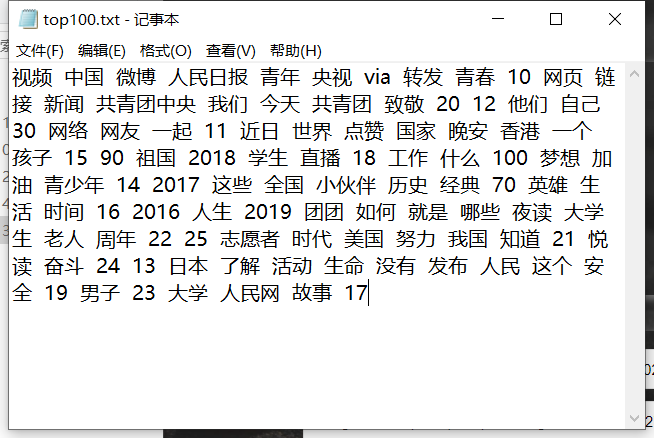 top100.txt - 记事本
文件(F) 编辑(E) 格式(O) 查看(V) 帮助(H)
视频 中国 微博 人民日报 青年 央视 via 转发 青春 10 网页 链
接 新闻 共青团中央 我们 今天 共青团 致敬 20 12 他们 自己
30 网络 网友 一起 11 近日 世界 点赞 国家 晚安 香港 一个
孩子 15 90 祖国 2018 学生 直播 18 工作 什么 100 梦想 加
油 青少年 14 2017 这些 全国 小伙伴 历史 经典 70 英雄 生
活 时间 16 2016 人生 2019 团团 如何 就是 哪些 夜读 大学
生 老人 周年 22 25 志愿者 时代 美国 努力 我国 知道 21 悦
读 奋斗 24 13 日本 了解 活动 生命 没有 发布 人民 这个 安
全 19 男子 23 大学 人民网 故事 17